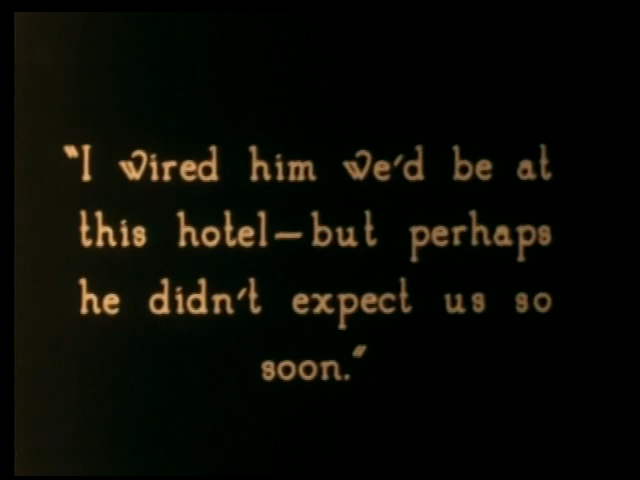 "I wired him we'd be at
this hotel—but perhaps
he didn't expect us so
soon."